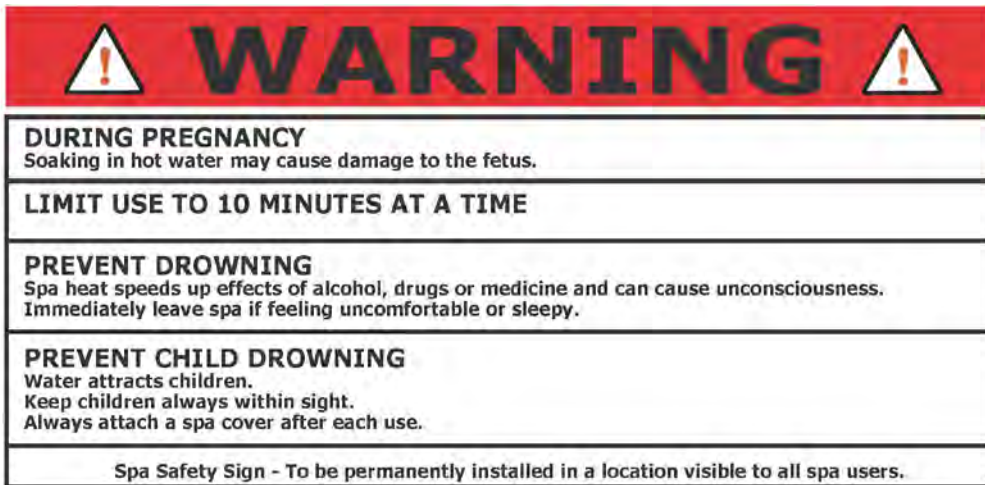 WARNING
DURING PREGNANCY
Soaking in hot water may cause damage to the fetus.
LIMIT USE TO 10 MINUTES AT A TIME
PREVENT DROWNING
Spa heat speeds up effects of alcohol, drugs or medicine and can cause unconsciousness.
Immediately leave spa if feeling uncomfortable or sleepy.
PREVENT CHILD DROWNING
Water attracts children.
Keep children always within sight.
Always attach a spa cover after each use.
Spa Safety Sign - To be permanently installed in a location visible to all spa users.